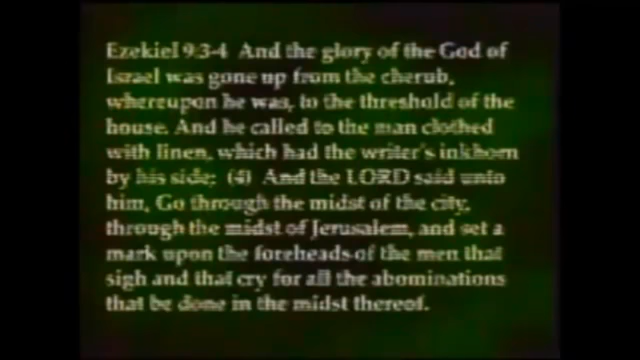 Ezekiel 9:3-4 And the glory of the God of
Israel was gone up from the cherub,
whereupon he was, to the threshold of the
house. And he called to the man clothed
with linen, which had the writer's inkhorn
by his side; (4) And the LORD said unto
him, Go through the midst of the city,
through the midst of Jerusalem, and set a
mark upon the foreheads of the men that
sigh and that cry for all the abominations
that be done in the midst thereof.